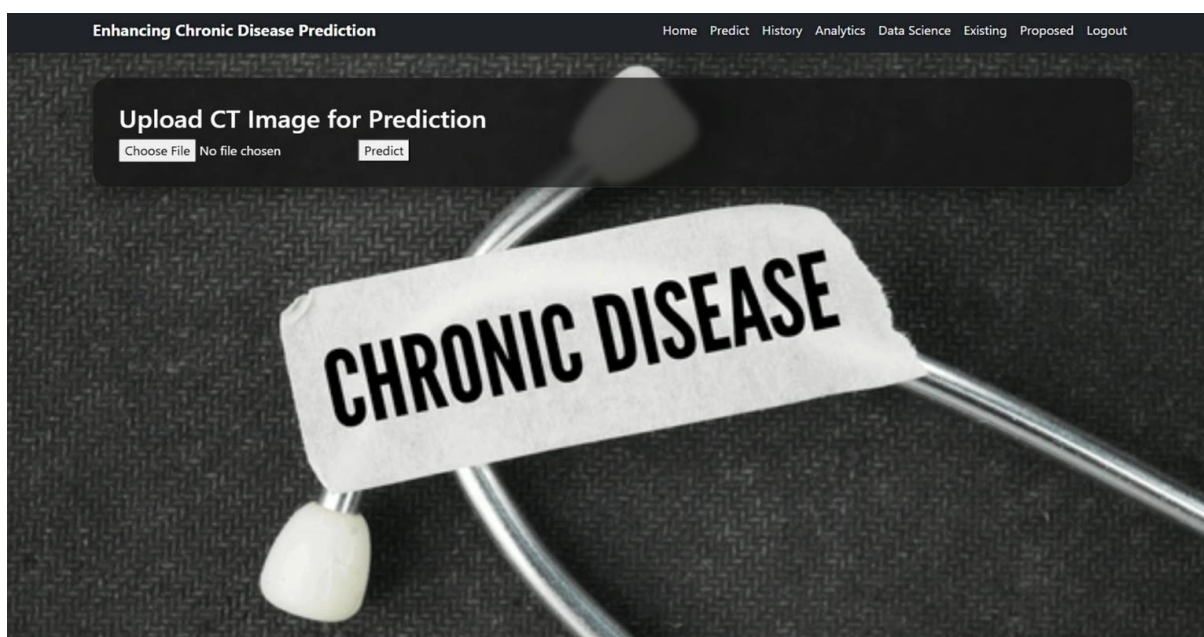 Enhancing Chronic Disease Prediction
Home Predict History Analytics Data Science Existing Proposed Logout
Upload CT Image for Prediction
Choose File No file chosen Predict
CHRONIC DISEASE